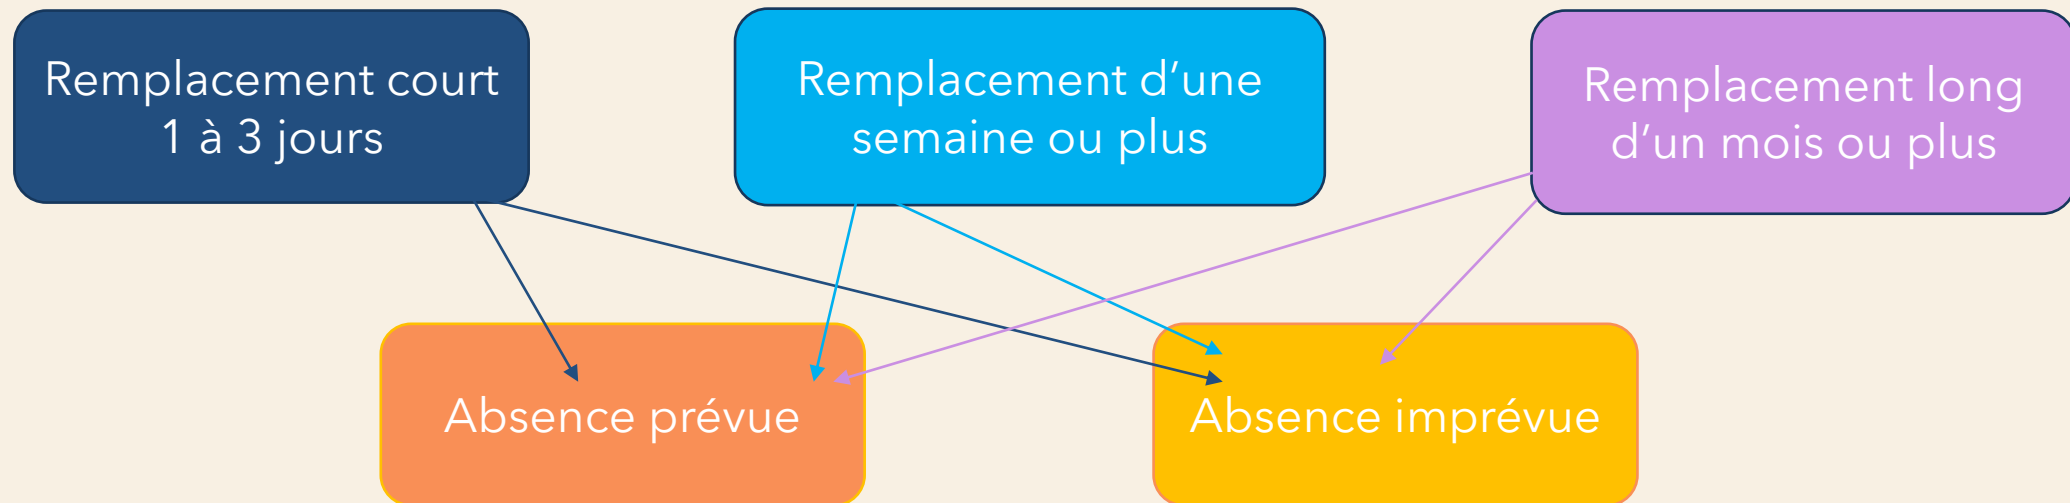 Remplacement court
1 à 3 jours
Remplacement d’une
semaine ou plus
Remplacement long
d’un mois ou plus
Absence prévue
Absence imprévue